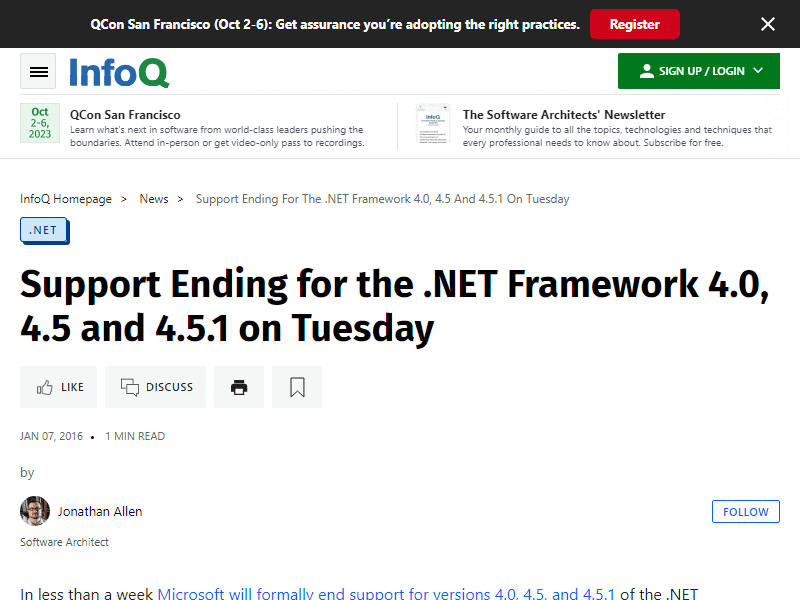 QCon San Francisco (Oct 2-6): Get assurance you're adopting the right practices.
Register
InfoQ
SIGN UP / LOGIN
Oct
2-6,
2023
QCon San Francisco
Learn what's next in software from world-class leaders pushing the
boundaries. Attend in-person or get video-only pass to recordings.
InfoQ
The Software Architects' Newsletter
Your monthly guide to all the topics, technologies and techniques that
every professional needs to know about. Subscribe for free.
InfoQ Homepage > News > Support Ending For The .NET Framework 4.0, 4.5 And 4.5.1 On Tuesday
.NET
Support Ending for the .NET Framework 4.0,
4.5 and 4.5.1 on Tuesday
LIKE
DISCUSS
JAN 07, 2016 • 1 MIN READ
by
Jonathan Allen
FOLLOW
Software Architect
In less than a week Microsoft will formally end support for versions 4.0, 4.5, and 4.5.1 of the .NET